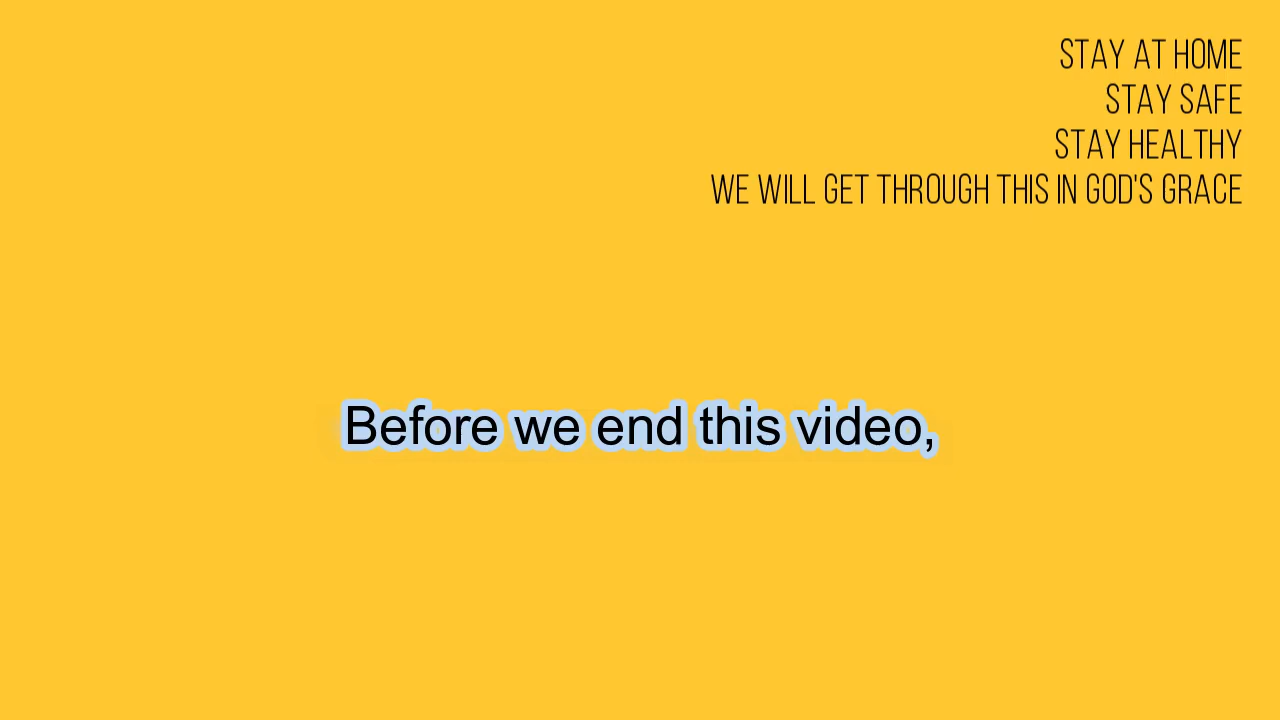 STAY AT HOME
STAY SAFE
STAY HEALTHY
WE WILL GET THROUGH THIS IN GOD'S GRACE
Before we end this video,